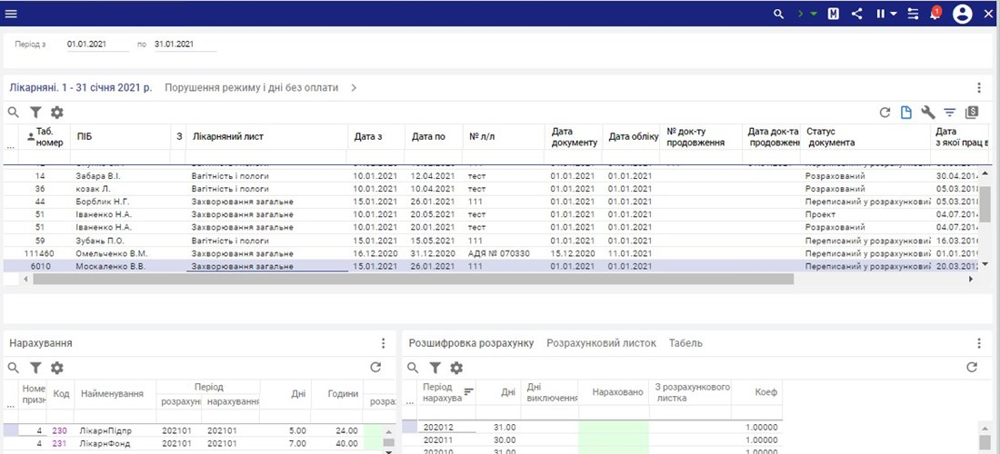 1
Період з 01.01.2021 по 31.01.2021
Лікарняні. 1 - 31 січня 2021 р. Порушення режиму і дні без оплати
... Таб. номер ПІБ З Лікарняний лист Дата з Дата по № л/л Дата документу Дата обліку № док-ту продовження Дата док-та продовжен Статус документа Дата з якої прац в
14 Забара В.І. Вагітність і пологи 10.01.2021 12.04.2021 тест 01.01.2021 01.01.2021 Розрахований 30.04.201
36 козак Л. Вагітність і пологи 10.01.2021 10.04.2021 тест 01.01.2021 01.01.2021 Розрахований 05.03.201
44 Борблик Н.Г. Захворювання загальне 15.01.2021 26.01.2021 111 01.01.2021 01.01.2021 Переписаний у розрахункови 05.03.201
51 Іваненко Н.А. Захворювання загальне 10.01.2021 20.05.2021 тест 01.01.2021 01.01.2021 Проект 04.07.201
51 Іваненко Н.А. Захворювання загальне 10.01.2021 20.01.2021 тест 01.01.2021 01.01.2021 Розрахований 04.07.201
59 Зубань П.О. Вагітність і пологи 15.01.2021 15.05.2021 111 01.01.2021 01.01.2021 Переписаний у розрахункови 16.03.201
111460 Омельченко В.М. Захворювання загальне 16.12.2020 31.12.2020 АДЯ № 070330 15.12.2020 11.01.2021 Переписаний у розрахункови 01.01.201
6010 Москаленко В.В. Захворювання загальне 15.01.2021 26.01.2021 111 01.01.2021 01.01.2021 Переписаний у розрахункови 20.03.201
Нарахування
... Номе призн Код Найменування Період розрахун нарахування Дні Години розра
4 230 ЛікарнПідпр 202101 202101 5.00 24.00
4 231 ЛікарнФонд 202101 202101 7.00 40.00
Розшифровка розрахунку Розрахунковий листок Табель
... Період нарахува Дні Дні виключення Нараховано З розрахункового листка Коеф
202012 31.00 1.00000
202011 30.00 1.00000
202010 31.00 1.00000